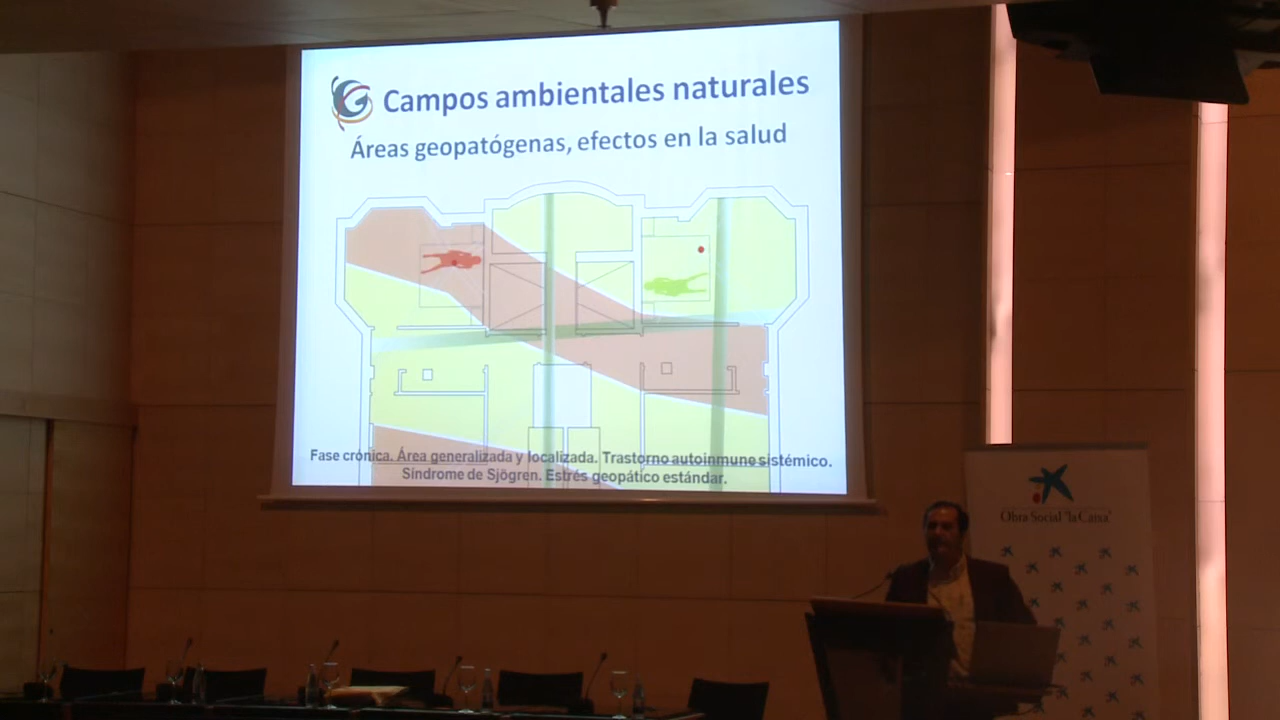 Campos ambientales naturales
Áreas geopatógenas, efectos en la salud
Fase crónica. Área generalizada y localizada. Trastorno autoinmune sistémico.
Síndrome de Sjögren. Estrés geopático estándar.
Obra Social "la Caixa"